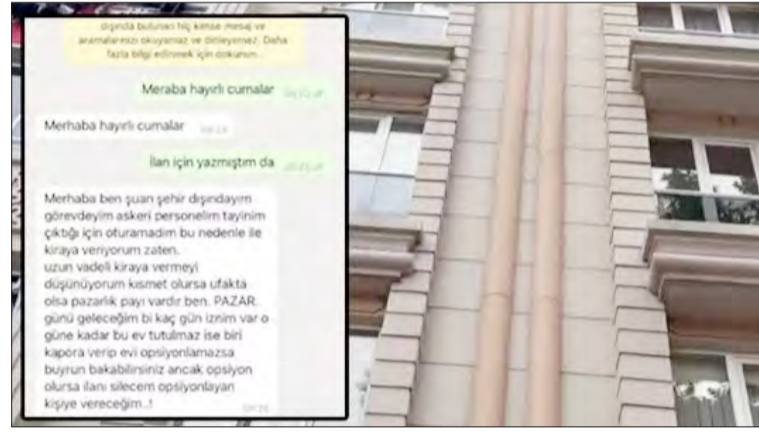 dışında bulunan hiç kimse mesaj ve
aramalarınızı okuyamaz ve dinleyemez. Daha
fazla bilgi edinmek için dokunun.
Meraba hayırlı cumalar
Merhaba hayırlı cumalar
İlan için yazmıştım da
Merhaba ben şuan şehir dışındayım
görevdeyim askeri personelim tayinim
çıktığı için oturamadım bu nedenle ile
kiraya veriyorum zaten.
uzun vadeli kiraya vermeyi
düşünüyorum kısmet olursa ufakta
olsa pazarlık payı vardır ben. PAZAR.
günü geleceğim bi kaç gün iznim var o
güne kadar bu ev tutulmaz ise biri
kapora verip evi opsiyonlamazsa
buyrun bakabilirsiniz ancak opsiyon
olursa ilanı silecem opsiyonlayan
kişiye vereceğim..!